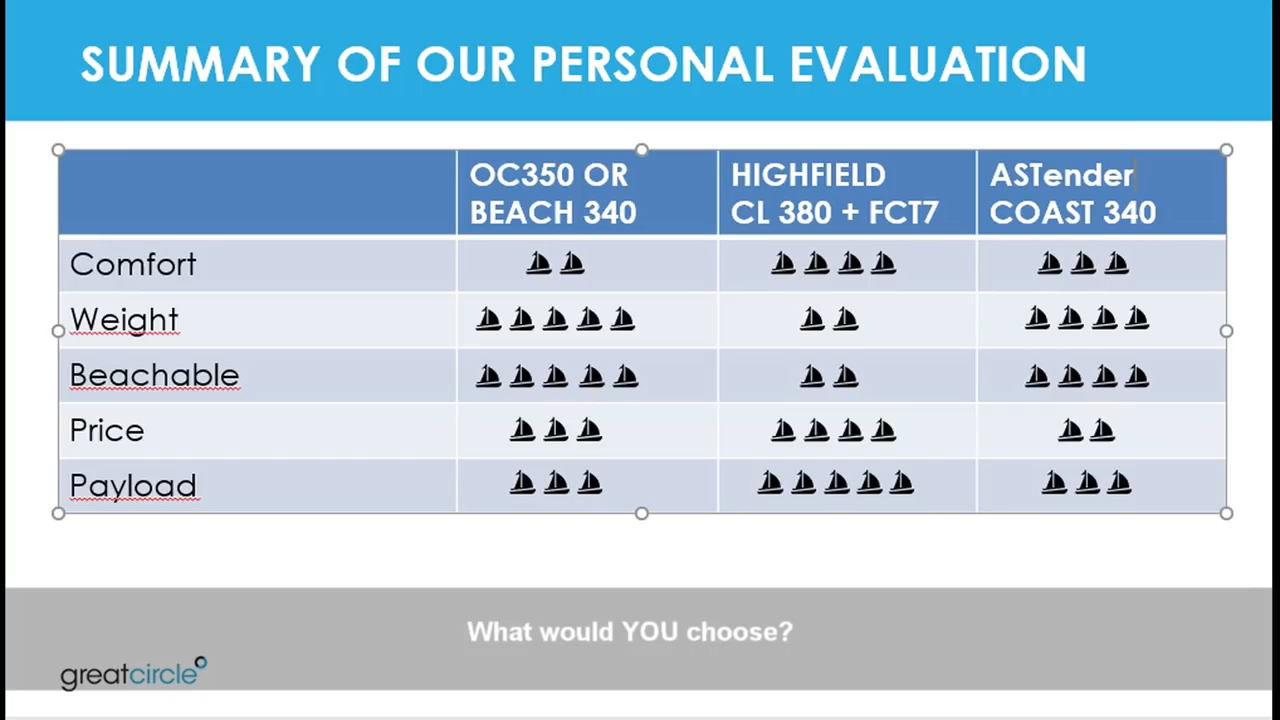 SUMMARY OF OUR PERSONAL EVALUATION
OC350 OR
BEACH 340
HIGHFIELD
CL 380 + FCT7
ASTender
COAST 340
Comfort
Weight
Beachable
Price
Payload
What would YOU choose?
greatcircle